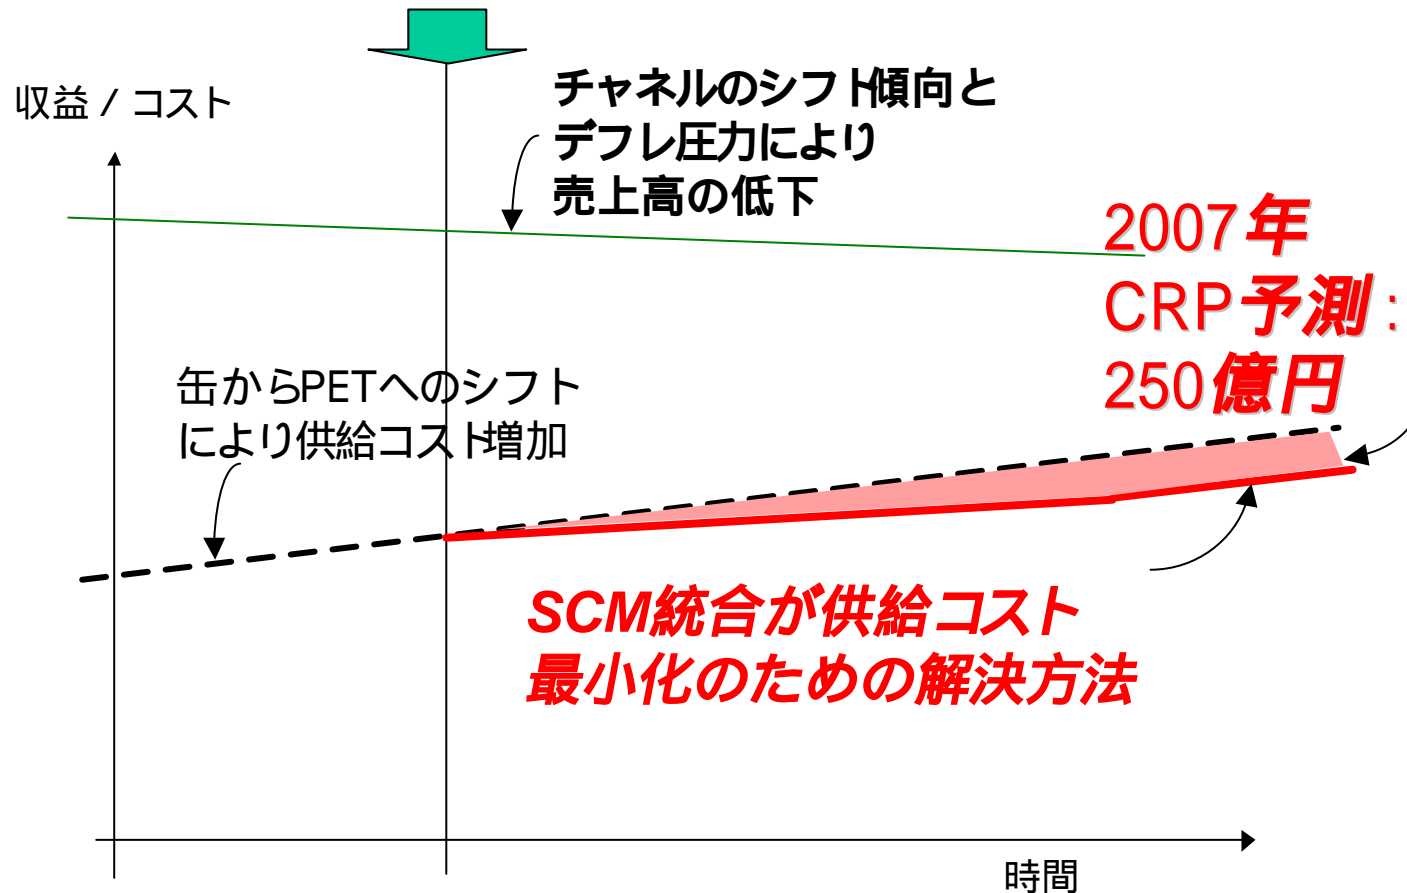 収益 / コスト
チャネルのシフト傾向と
デフレ圧力により
売上高の低下
2007年
CRP予測:
250億円
缶からPETへのシフト
により供給コスト増加
SCM統合が供給コスト
最小化のための解決方法
時間